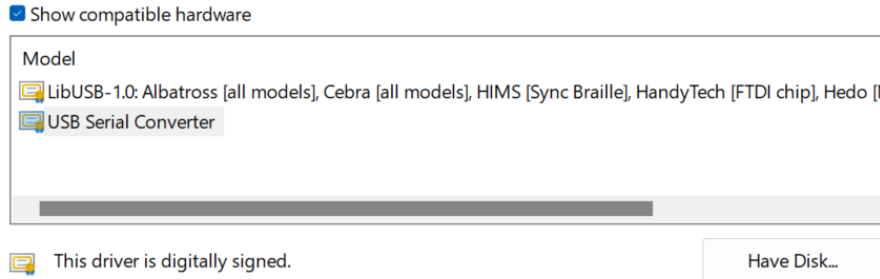 Show compatible hardware
Model
LibUSB-1.0: Albatross [all models], Cebra [all models], HIMS [Sync Braille], HandyTech [FTDI chip], Hedo [
USB Serial Converter
This driver is digitally signed.
Have Disk...